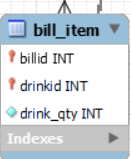 bill_item
billid INT
drinkid INT
drink_qty INT
Indexes